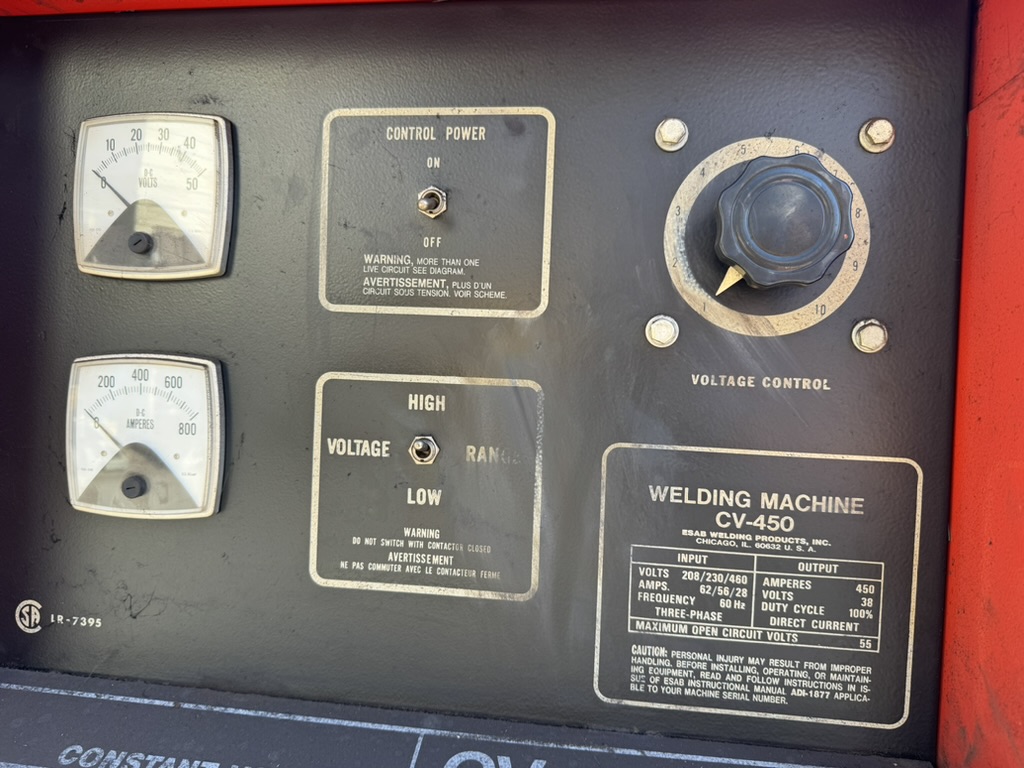 10 20 30 40
0 50
D-C
VOLTS
CONTROL POWER
ON
OFF
WARNING, MORE THAN ONE
LIVE CIRCUIT SEE DIAGRAM.
AVERTISSEMENT, PLUS D'UN
CIRCUIT SOUS TENSION. VOIR SCHEME.
1 2 3 4 5 6 7 8 9 10
VOLTAGE CONTROL
200 400 600
0 800
D-C
AMPERES
HIGH
VOLTAGE RANGE
LOW
WARNING
DO NOT SWITCH WITH CONTACTOR CLOSED
AVERTISSEMENT
NE PAS COMMUTER AVEC LE CONTACTEUR FERME
WELDING MACHINE
CV-450
ESAB WELDING PRODUCTS, INC.
CHICAGO, IL. 60632 U. S. A.
INPUT OUTPUT
VOLTS 208/230/460 AMPERES 450
AMPS. 62/56/28 VOLTS 38
FREQUENCY 60 Hz DUTY CYCLE 100%
THREE-PHASE DIRECT CURRENT
MAXIMUM OPEN CIRCUIT VOLTS 55
CAUTION: PERSONAL INJURY MAY RESULT FROM IMPROPER
HANDLING. BEFORE INSTALLING, OPERATING, OR MAINTAIN-
ING EQUIPMENT, READ AND FOLLOW INSTRUCTIONS IN IS-
SUE OF ESAB INSTRUCTIONAL MANUAL ADI-1877 APPLICA-
BLE TO YOUR MACHINE SERIAL NUMBER.
SA LR-7395
CONSTANT
CV